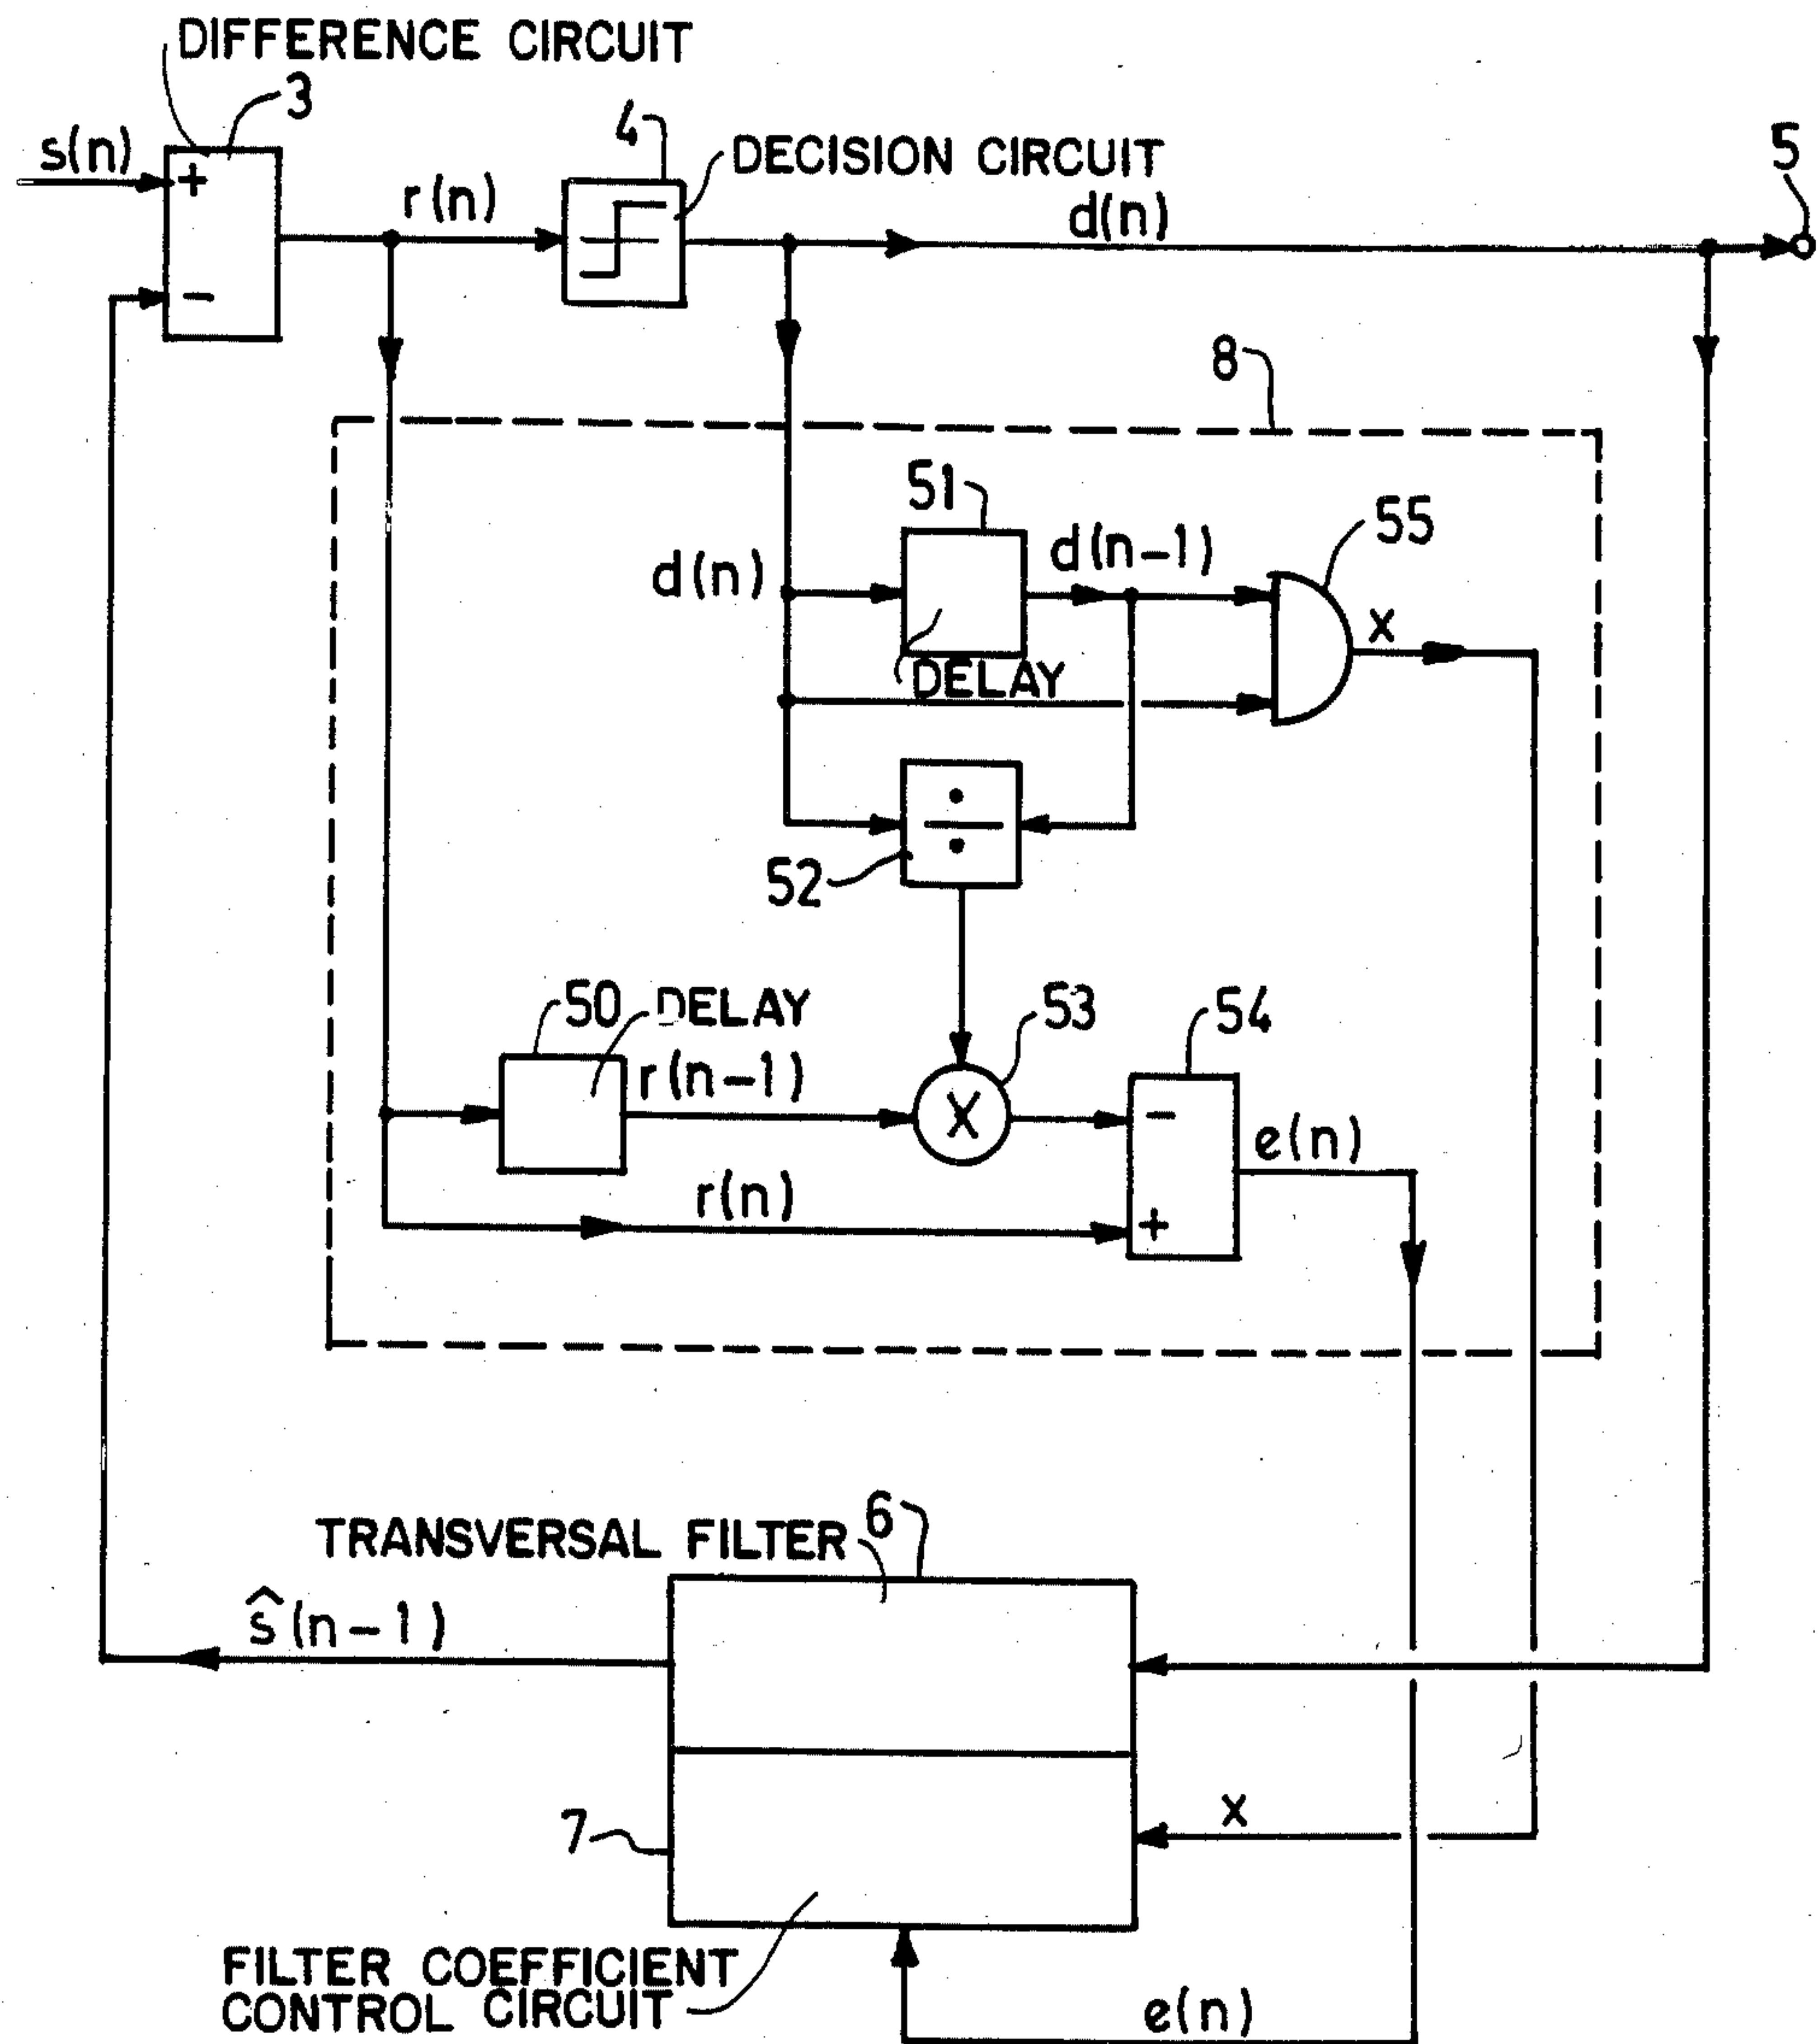 DIFFERENCE CIRCUIT
3
s(n)
+
-
r(n)
4
DECISION CIRCUIT
d(n)
5
8
51
d(n)
d(n-1)
55
x
DELAY
52
50
DELAY
r(n-1)
53
X
54
-
e(n)
r(n)
+
TRANSVERSAL FILTER
6
ŝ(n-1)
7
x
FILTER COEFFICIENT
CONTROL CIRCUIT
e(n)